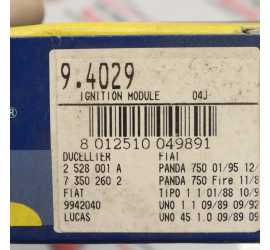 9.4029
IGNITION MODULE 04J
8 012510 049891
DUCELLIER
2 528 001 A
7 350 260 2
FIAT
9942040
LUCAS
FIAT
PANDA 750 01/95 12/
PANDA 750 Fire 11/8
TIPO 1 1 01/88 10/9
UNO 1 1 09/89 09/92
UNO 45 1.0 09/89 09